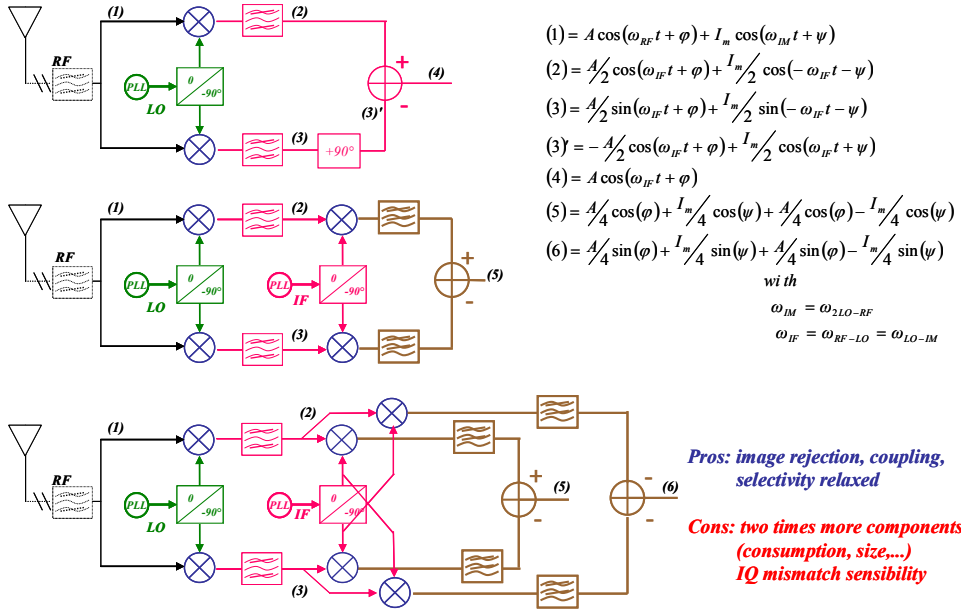 (1)
(2)
RF
PLL
LO
0
-90°
(3)
+90°
(3)'
+
-
(4)
(1)
(2)
RF
PLL
LO
0
-90°
PLL
IF
0
-90°
(3)
+
-
(5)
(1)
(2)
RF
PLL
LO
0
-90°
PLL
IF
0
-90°
(3)
+
-
(5)
-
-
(6)
(1) = A cos(ω_RF t + φ) + I_m cos(ω_IM t + ψ)
(2) = A/2 cos(ω_IF t + φ) + I_m/2 cos(-ω_IF t - ψ)
(3) = A/2 sin(ω_IF t + φ) + I_m/2 sin(-ω_IF t - ψ)
(3)' = -A/2 cos(ω_IF t + φ) + I_m/2 cos(ω_IF t + ψ)
(4) = A cos(ω_IF t + φ)
(5) = A/4 cos(φ) + I_m/4 cos(ψ) + A/4 cos(φ) - I_m/4 cos(ψ)
(6) = A/4 sin(φ) + I_m/4 sin(ψ) + A/4 sin(φ) - I_m/4 sin(ψ)
with
ω_IM = ω_2LO-RF
ω_IF = ω_RF-LO = ω_LO-IM
Pros: image rejection, coupling,
selectivity relaxed
Cons: two times more components
(consumption, size,...)
IQ mismatch sensibility